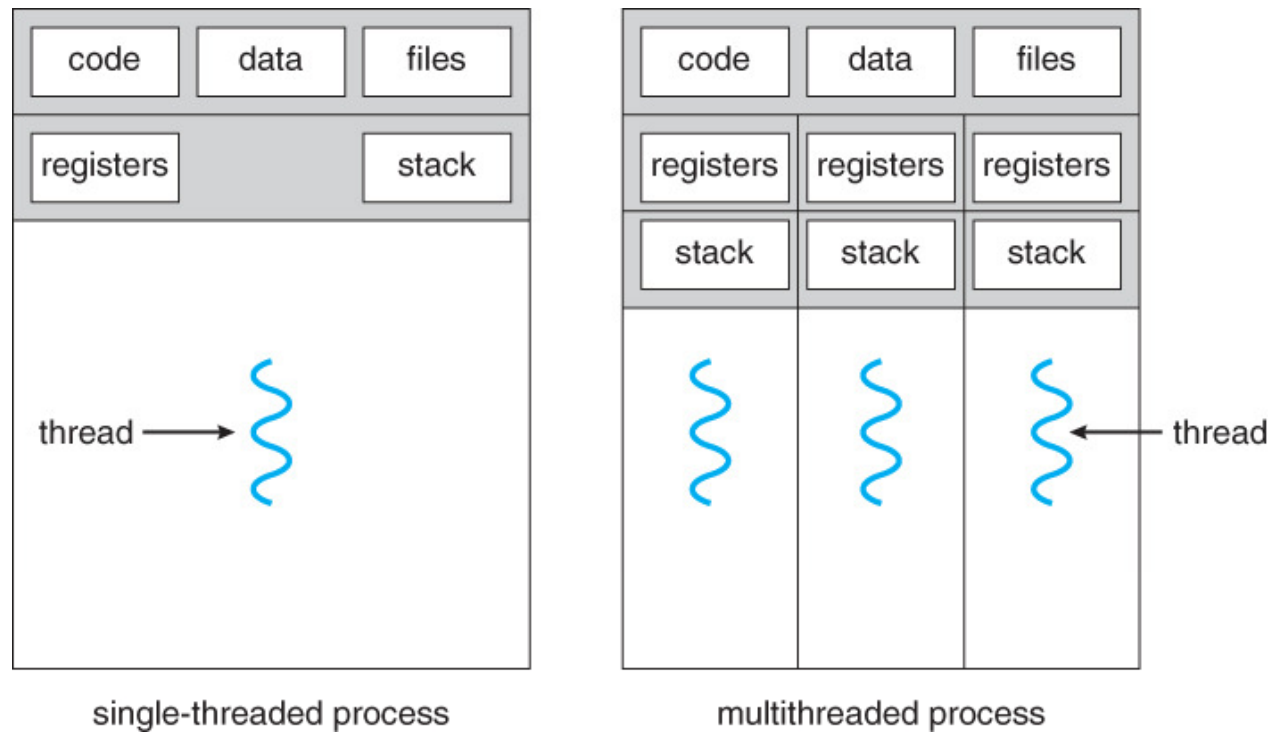 code data files
registers stack
thread
single-threaded process
code data files
registers registers registers
stack stack stack
thread
multithreaded process